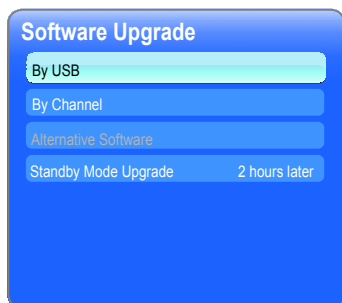 Software Upgrade
By USB
By Channel
Alternative Software
Standby Mode Upgrade 2 hours later